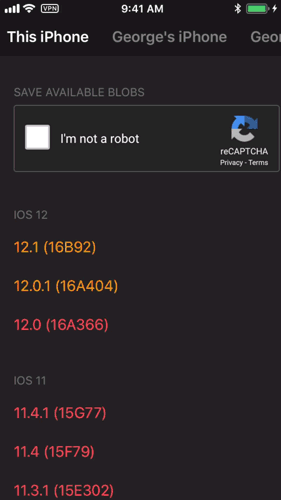 VPN 9:41 AM
This iPhone George's iPhone Geor
SAVE AVAILABLE BLOBS
I'm not a robot
reCAPTCHA
Privacy - Terms
IOS 12
12.1 (16B92)
12.0.1 (16A404)
12.0 (16A366)
IOS 11
11.4.1 (15G77)
11.4 (15F79)
11.3.1 (15E302)